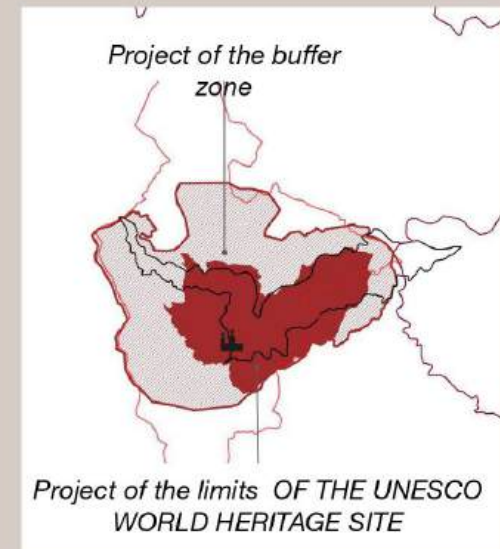 Project of the buffer
zone
Project of the limits OF THE UNESCO
WORLD HERITAGE SITE